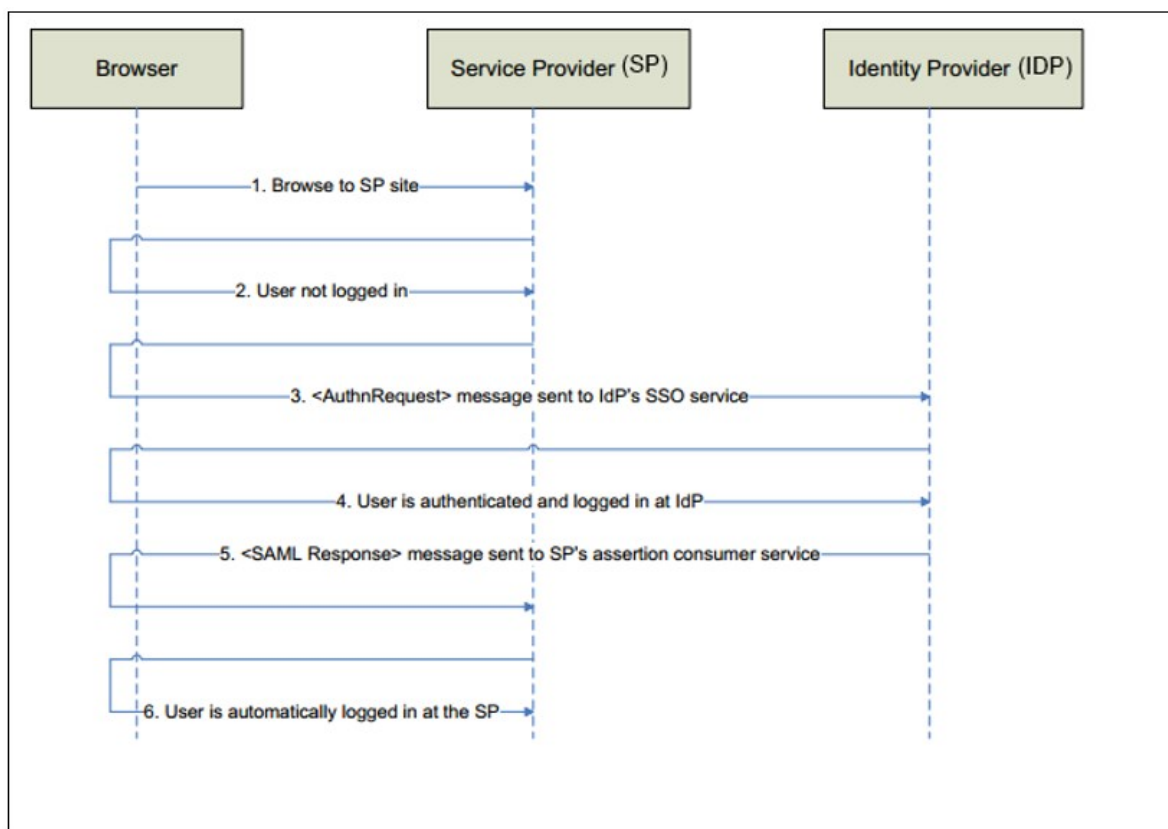 Browser
Service Provider (SP)
Identity Provider (IDP)
1. Browse to SP site
2. User not logged in
3. <AuthnRequest> message sent to IdP's SSO service
4. User is authenticated and logged in at IdP
5. <SAML Response> message sent to SP's assertion consumer service
6. User is automatically logged in at the SP